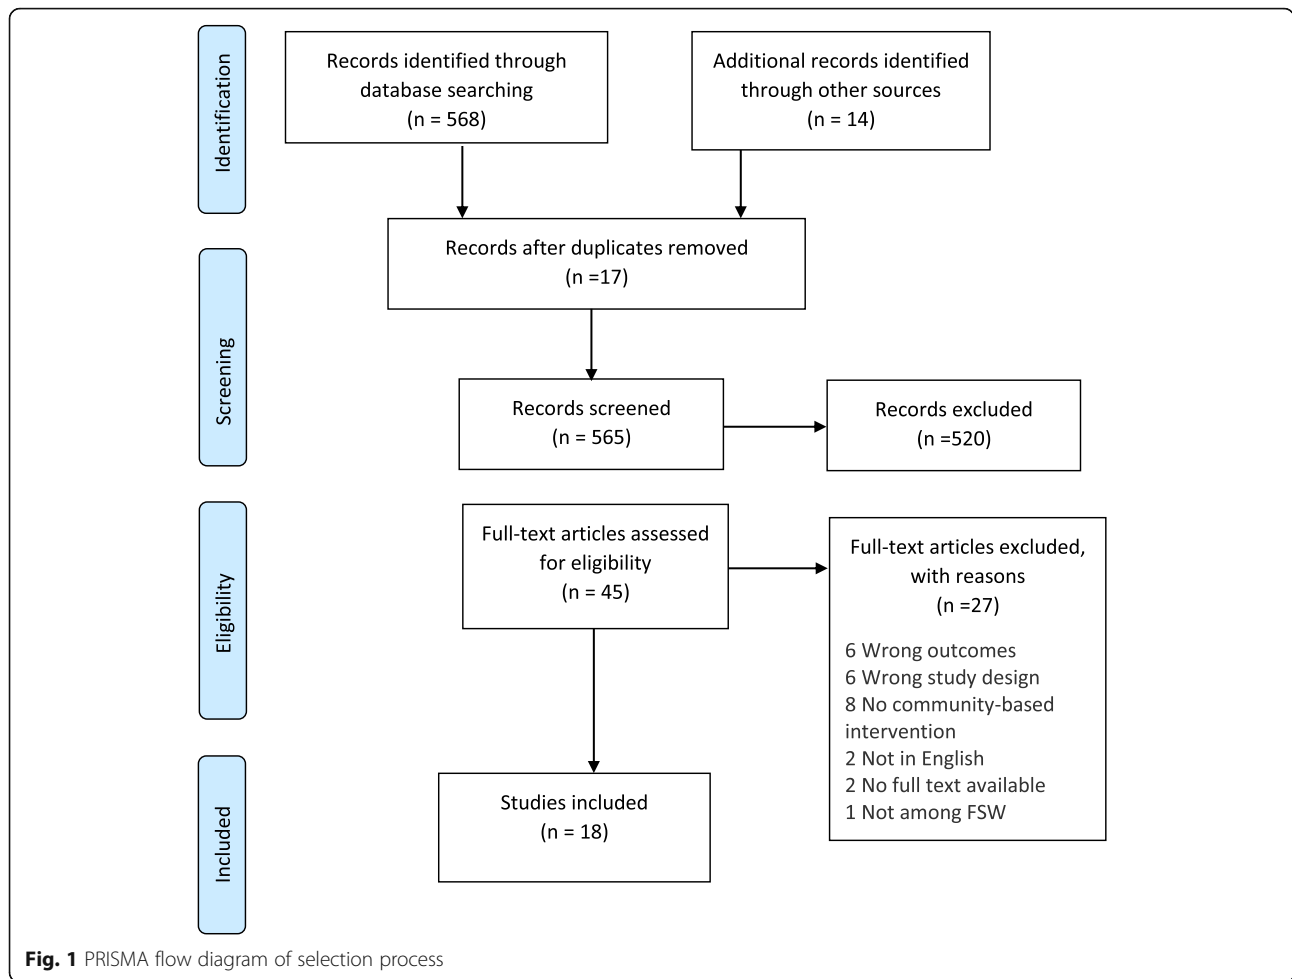 Identification
Records identified through
database searching
(n = 568)
Additional records identified
through other sources
(n = 14)
Records after duplicates removed
(n =17)
Screening
Records screened
(n = 565)
Records excluded
(n =520)
Eligibility
Full-text articles assessed
for eligibility
(n = 45)
Full-text articles excluded,
with reasons
(n =27)
6 Wrong outcomes
6 Wrong study design
8 No community-based
intervention
2 Not in English
2 No full text available
1 Not among FSW
Included
Studies included
(n = 18)
Fig. 1 PRISMA flow diagram of selection process